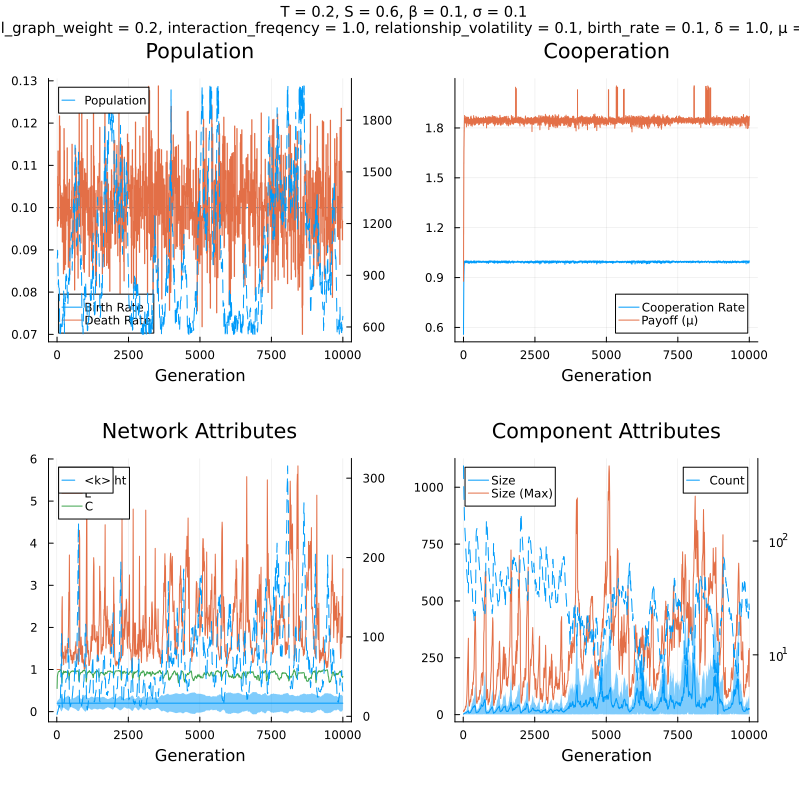 T = 0.2, S = 0.6, β = 0.1, σ = 0.1
l_graph_weight = 0.2, interaction_freqency = 1.0, relationship_volatility = 0.1, birth_rate = 0.1, δ = 1.0, μ =
Population
Cooperation
0.13
0.12
0.11
0.10
0.09
0.08
0.07
Population
Birth Rate
Death Rate
1800
1500
1200
900
600
0 2500 5000 7500 10000
Generation
1.8
1.5
1.2
0.9
0.6
Cooperation Rate
Payoff (μ)
0 2500 5000 7500 10000
Generation
Network Attributes
Component Attributes
6
5
4
3
2
1
0
<k> ht
L
C
300
200
100
0
0 2500 5000 7500 10000
Generation
1000
750
500
250
0
Size
Size (Max)
Count
10²
10¹
0 2500 5000 7500 10000
Generation